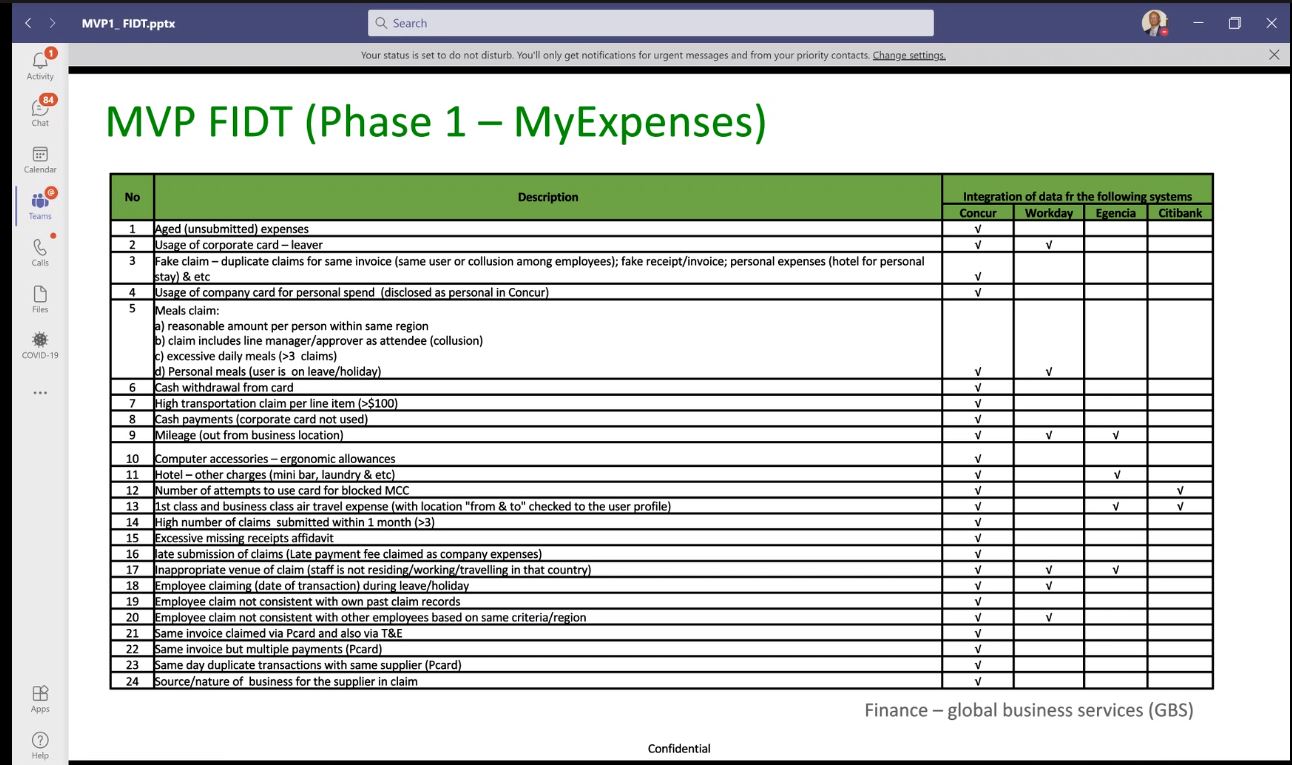 MVP1_ FIDT.pptx
Search
Your status is set to do not disturb. You'll only get notifications for urgent messages and from your priority contacts. Change settings.
1
Activity
84
Chat
Calendar
@
Teams
Calls
Files
COVID-19
...
Apps
Help
MVP FIDT (Phase 1 – MyExpenses)
No Description Integration of data fr the following systems
Concur Workday Egencia Citibank
1 Aged (unsubmitted) expenses √
2 Usage of corporate card – leaver √ √
3 Fake claim – duplicate claims for same invoice (same user or collusion among employees); fake receipt/invoice; personal expenses (hotel for personal
stay) & etc √
4 Usage of company card for personal spend (disclosed as personal in Concur) √
5 Meals claim:
a) reasonable amount per person within same region
b) claim includes line manager/approver as attendee (collusion)
c) excessive daily meals (>3 claims)
d) Personal meals (user is on leave/holiday) √ √
6 Cash withdrawal from card √
7 High transportation claim per line item (>$100) √
8 Cash payments (corporate card not used) √
9 Mileage (out from business location) √ √ √
10 Computer accessories – ergonomic allowances √
11 Hotel – other charges (mini bar, laundry & etc) √ √
12 Number of attempts to use card for blocked MCC √ √
13 1st class and business class air travel expense (with location "from & to" checked to the user profile) √ √ √
14 High number of claims submitted within 1 month (>3) √
15 Excessive missing receipts affidavit √
16 late submission of claims (Late payment fee claimed as company expenses) √
17 Inappropriate venue of claim (staff is not residing/working/travelling in that country) √ √ √
18 Employee claiming (date of transaction) during leave/holiday √ √
19 Employee claim not consistent with own past claim records √
20 Employee claim not consistent with other employees based on same criteria/region √ √
21 Same invoice claimed via Pcard and also via T&E √
22 Same invoice but multiple payments (Pcard) √
23 Same day duplicate transactions with same supplier (Pcard) √
24 Source/nature of business for the supplier in claim √
Finance – global business services (GBS)
Confidential